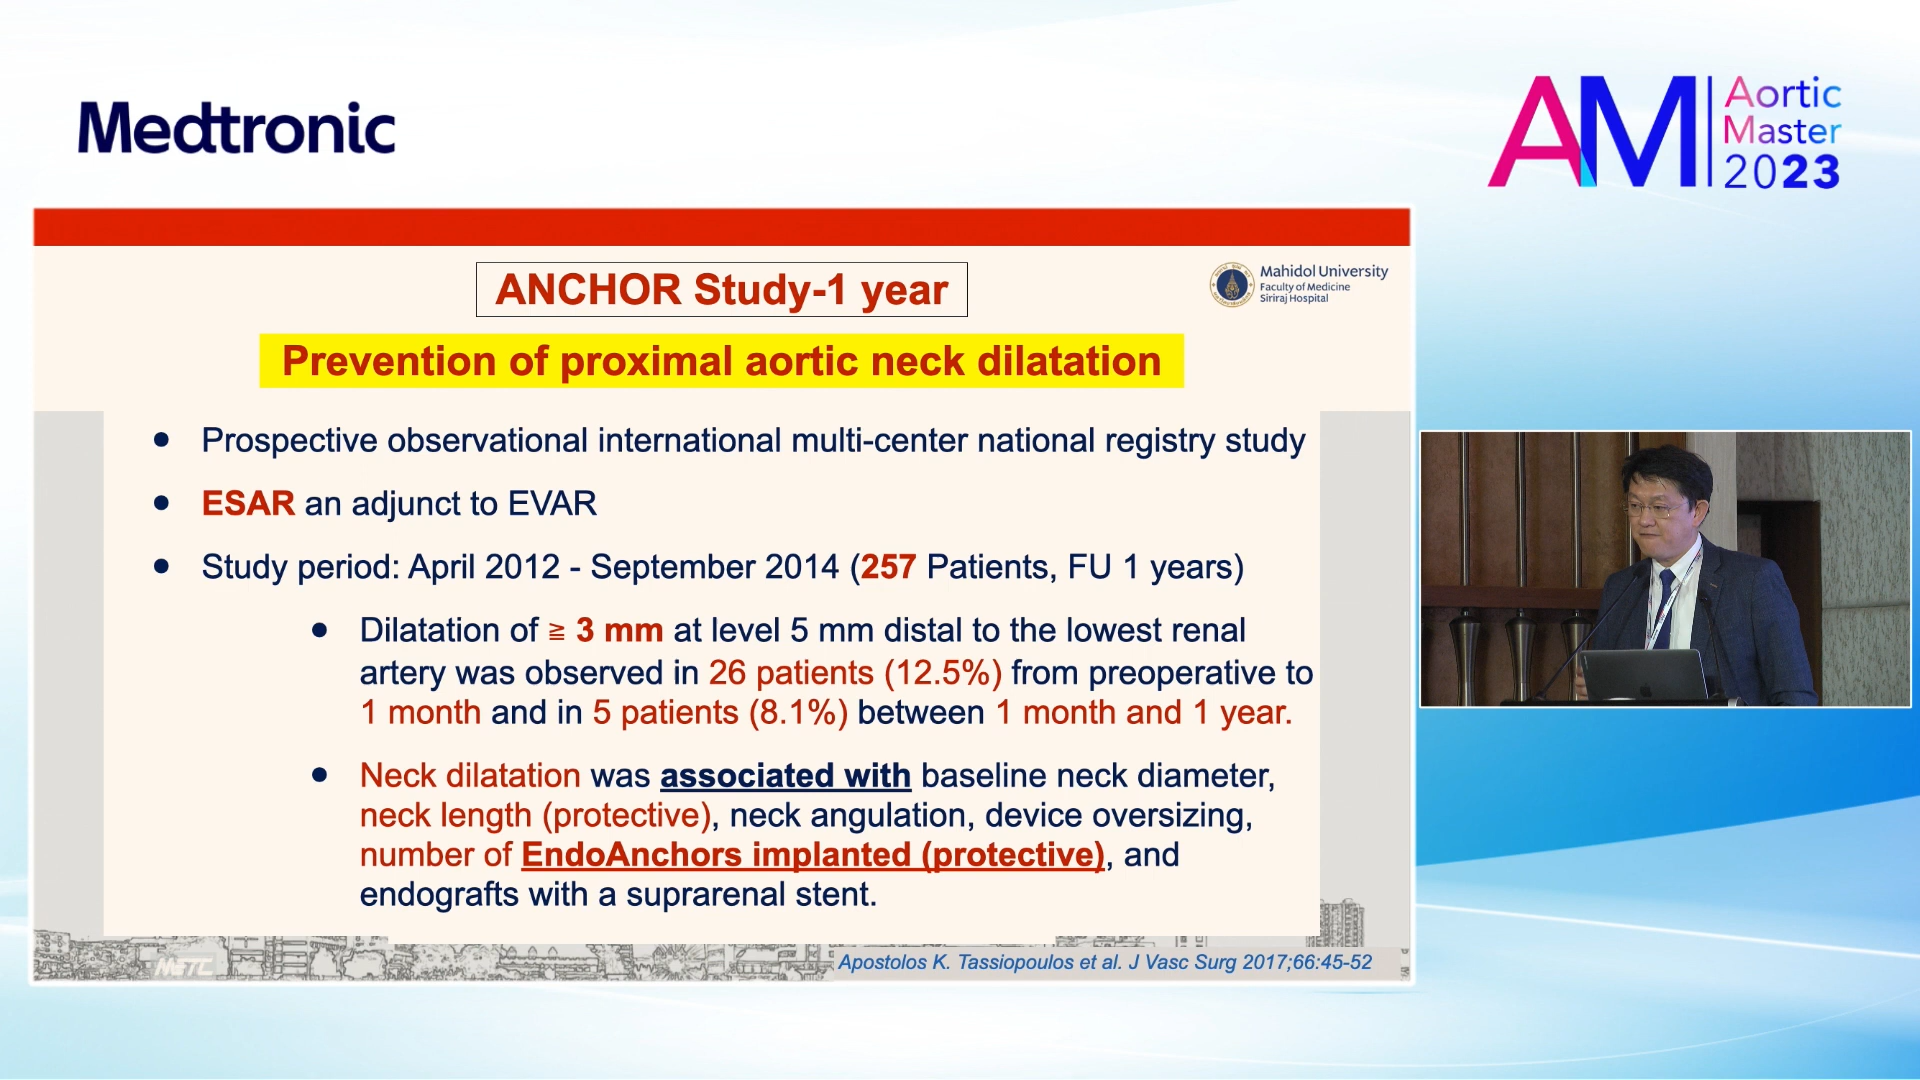 Medtronic
AM
Aortic
Master
2023
ANCHOR Study-1 year
Mahidol University
Faculty of Medicine
Siriraj Hospital
Prevention of proximal aortic neck dilatation
• Prospective observational international multi-center national registry study
• ESAR an adjunct to EVAR
• Study period: April 2012 - September 2014 (257 Patients, FU 1 years)
• Dilatation of ≧ 3 mm at level 5 mm distal to the lowest renal
artery was observed in 26 patients (12.5%) from preoperative to
1 month and in 5 patients (8.1%) between 1 month and 1 year.
• Neck dilatation was associated with baseline neck diameter,
neck length (protective), neck angulation, device oversizing,
number of EndoAnchors implanted (protective), and
endografts with a suprarenal stent.
METC
Apostolos K. Tassiopoulos et al. J Vasc Surg 2017;66:45-52